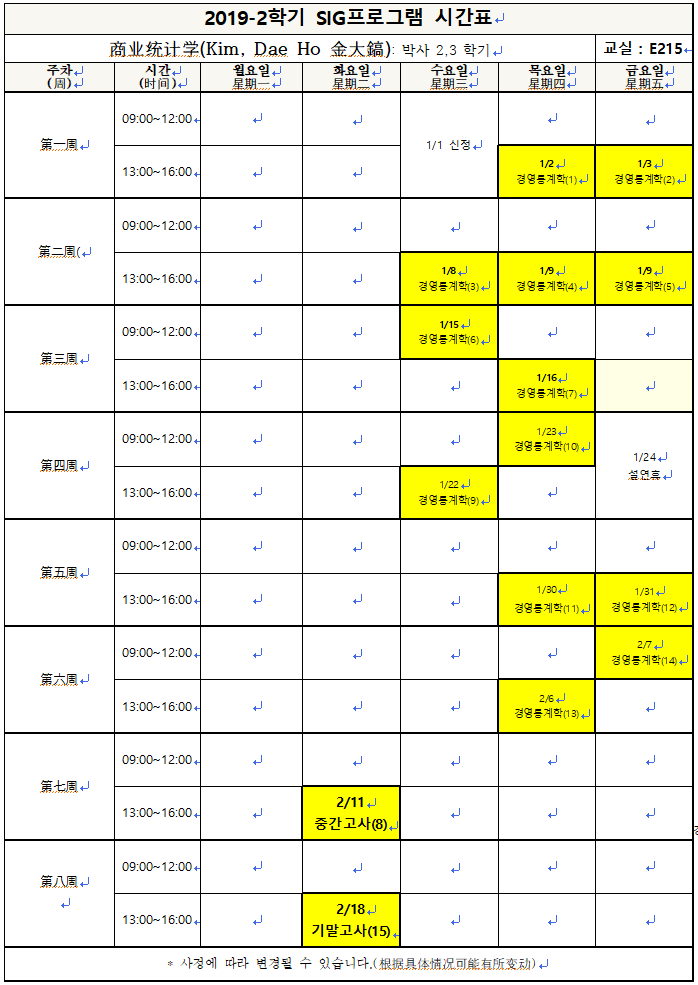 2019-2학기 SIG프로그램 시간표
商业统计学(Kim, Dae Ho 金大鎬): 박사 2,3 학기
교실 : E215
주차 시간 월요일 화요일 수요일 목요일 금요일
(周) (时间) 星期一 星期二 星期三 星期四 星期五
第一周
09:00~12:00
1/1 신정
13:00~16:00
1/2
경영통계학(1)
1/3
경영통계학(2)
第二周(
09:00~12:00
13:00~16:00
1/8
경영통계학(3)
1/9
경영통계학(4)
1/9
경영통계학(5)
第三周
09:00~12:00
1/15
경영통계학(6)
13:00~16:00
1/16
경영통계학(7)
第四周
09:00~12:00
1/23
경영통계학(10)
1/24
설연휴
13:00~16:00
1/22
경영통계학(9)
第五周
09:00~12:00
13:00~16:00
1/30
경영통계학(11)
1/31
경영통계학(12)
第六周
09:00~12:00
2/7
경영통계학(14)
13:00~16:00
2/6
경영통계학(13)
第七周
09:00~12:00
13:00~16:00
2/11
중간고사(8)
第八周
09:00~12:00
13:00~16:00
2/18
기말고사(15)
* 사정에 따라 변경될 수 있습니다.(根据具体情况可能有所变动)